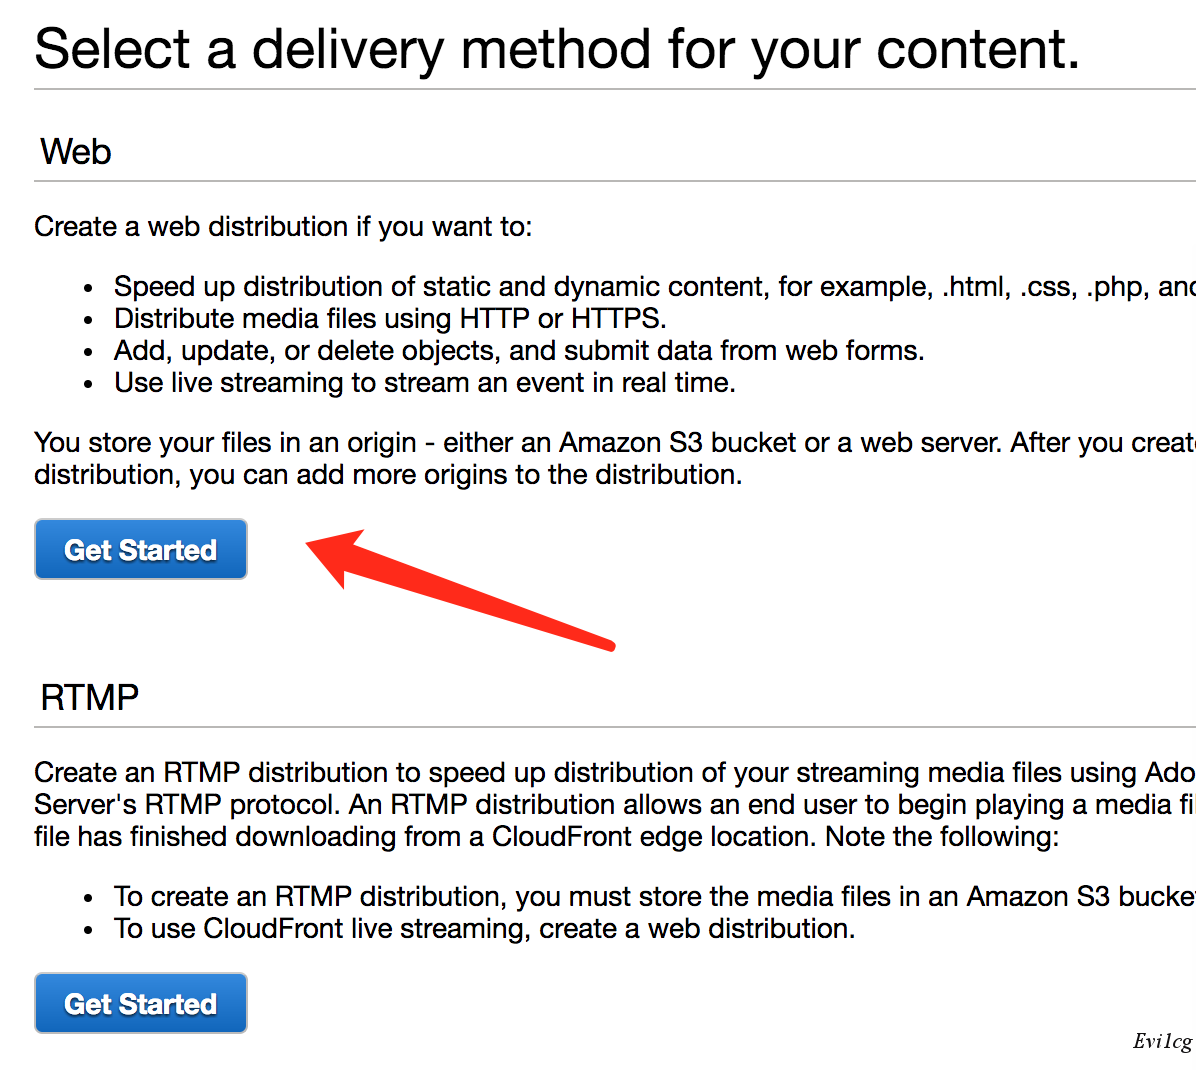 Select a delivery method for your content.
Web
Create a web distribution if you want to:
• Speed up distribution of static and dynamic content, for example, .html, .css, .php, and
• Distribute media files using HTTP or HTTPS.
• Add, update, or delete objects, and submit data from web forms.
• Use live streaming to stream an event in real time.
You store your files in an origin - either an Amazon S3 bucket or a web server. After you creat
distribution, you can add more origins to the distribution.
Get Started
RTMP
Create an RTMP distribution to speed up distribution of your streaming media files using Ado
Server's RTMP protocol. An RTMP distribution allows an end user to begin playing a media fi
file has finished downloading from a CloudFront edge location. Note the following:
• To create an RTMP distribution, you must store the media files in an Amazon S3 bucke
• To use CloudFront live streaming, create a web distribution.
Get Started
Evi1cg